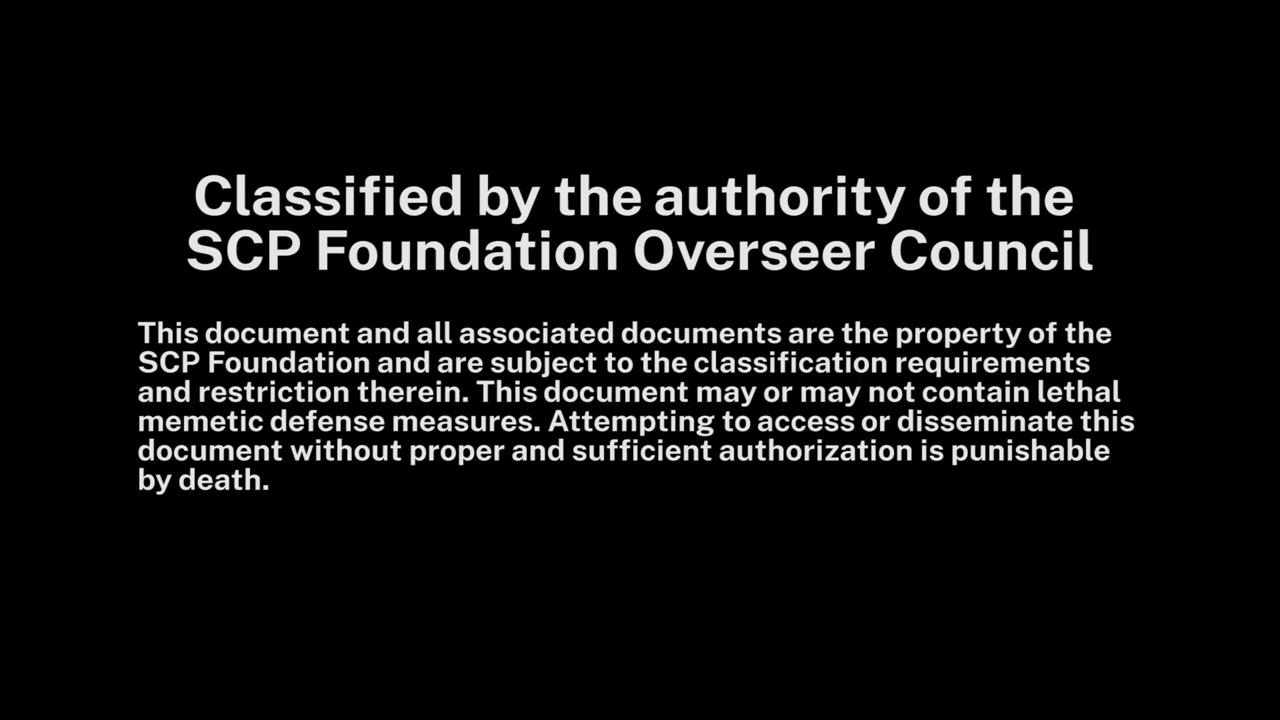 Classified by the authority of the
SCP Foundation Overseer Council
This document and all associated documents are the property of the
SCP Foundation and are subject to the classification requirements
and restriction therein. This document may or may not contain lethal
memetic defense measures. Attempting to access or disseminate this
document without proper and sufficient authorization is punishable
by death.